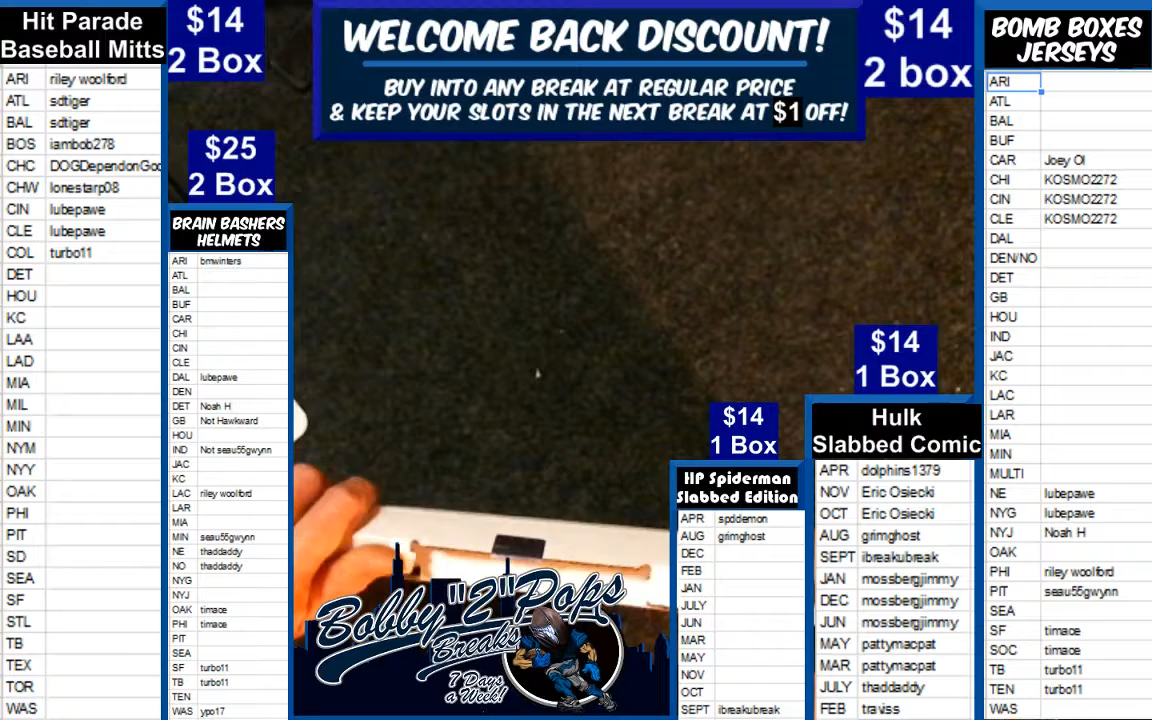 Hit Parade
Baseball Mitts
ARI riley woolford
ATL sdtiger
BAL sdtiger
BOS iambob278
CHC DOGDependonGoo
CHW lonestarp08
CIN lubepawe
CLE lubepawe
COL turbo11
DET
HOU
KC
LAA
LAD
MIA
MIL
MIN
NYM
NYY
OAK
PHI
PIT
SD
SEA
SF
STL
TB
TEX
TOR
WAS
$14
2 Box
$25
2 Box
BRAIN BASHERS
HELMETS
ARI bmwinters
ATL
BAL
BUF
CAR
CHI
CIN
CLE
DAL lubepawe
DEN
DET Noah H
GB Not Hawkward
HOU
IND Not seau55gwynn
JAC
KC
LAC riley woolford
LAR
MIA
MIN seau55gwynn
NE thaddaddy
NO thaddaddy
NYG
NYJ
OAK timace
PHI timace
PIT
SEA
SF turbo11
TB turbo11
TEN
WAS ypo17
WELCOME BACK DISCOUNT!
BUY INTO ANY BREAK AT REGULAR PRICE
& KEEP YOUR SLOTS IN THE NEXT BREAK AT $1 OFF!
Bobby "2" Pops
Breaks
7 Days
a Week!
$14
1 Box
HP Spiderman
Slabbed Edition
APR spddemon
AUG grimghost
DEC
FEB
JAN
JULY
JUN
MAR
MAY
NOV
OCT
SEPT ibreakubreak
$14
1 Box
Hulk
Slabbed Comic
APR dolphins1379
NOV Eric Osiecki
OCT Eric Osiecki
AUG grimghost
SEPT ibreakubreak
JAN mossbergjimmy
DEC mossbergjimmy
JUN mossbergjimmy
MAY pattymacpat
MAR pattymacpat
JULY thaddaddy
FEB traviss
$14
2 box
BOMB BOXES
JERSEYS
ARI
ATL
BAL
BUF
CAR Joey Ol
CHI KOSMO2272
CIN KOSMO2272
CLE KOSMO2272
DAL
DEN/NO
DET
GB
HOU
IND
JAC
KC
LAC
LAR
MIA
MIN
MULTI
NE lubepawe
NYG lubepawe
NYJ Noah H
OAK
PHI riley woolford
PIT seau55gwynn
SEA
SF timace
SOC timace
TB turbo11
TEN turbo11
WAS